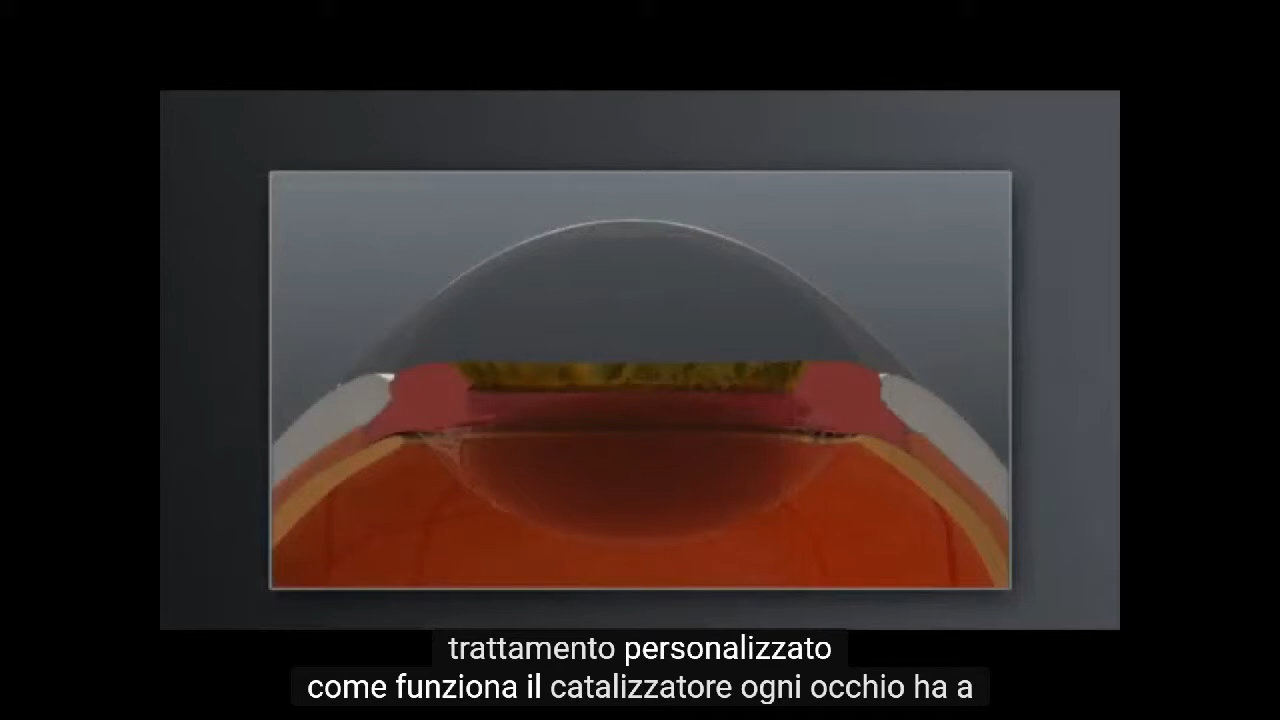 trattamento personalizzato
come funziona il catalizzatore ogni occhio ha a